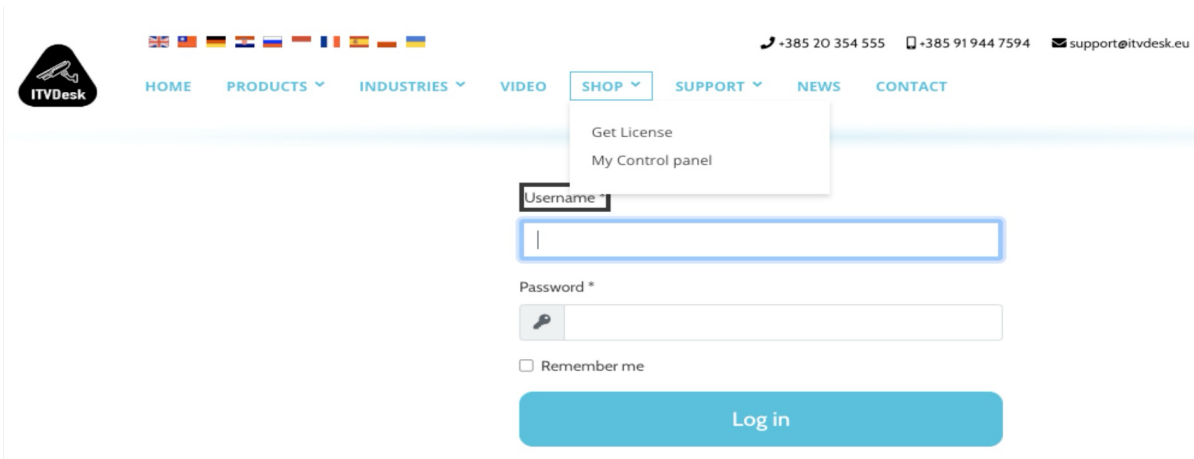 +385 20 354 555 +385 91 944 7594 support@itvdesk.eu
ITVDesk
HOME PRODUCTS INDUSTRIES VIDEO SHOP SUPPORT NEWS CONTACT
Get License
My Control panel
Username *
Password *
Remember me
Log in